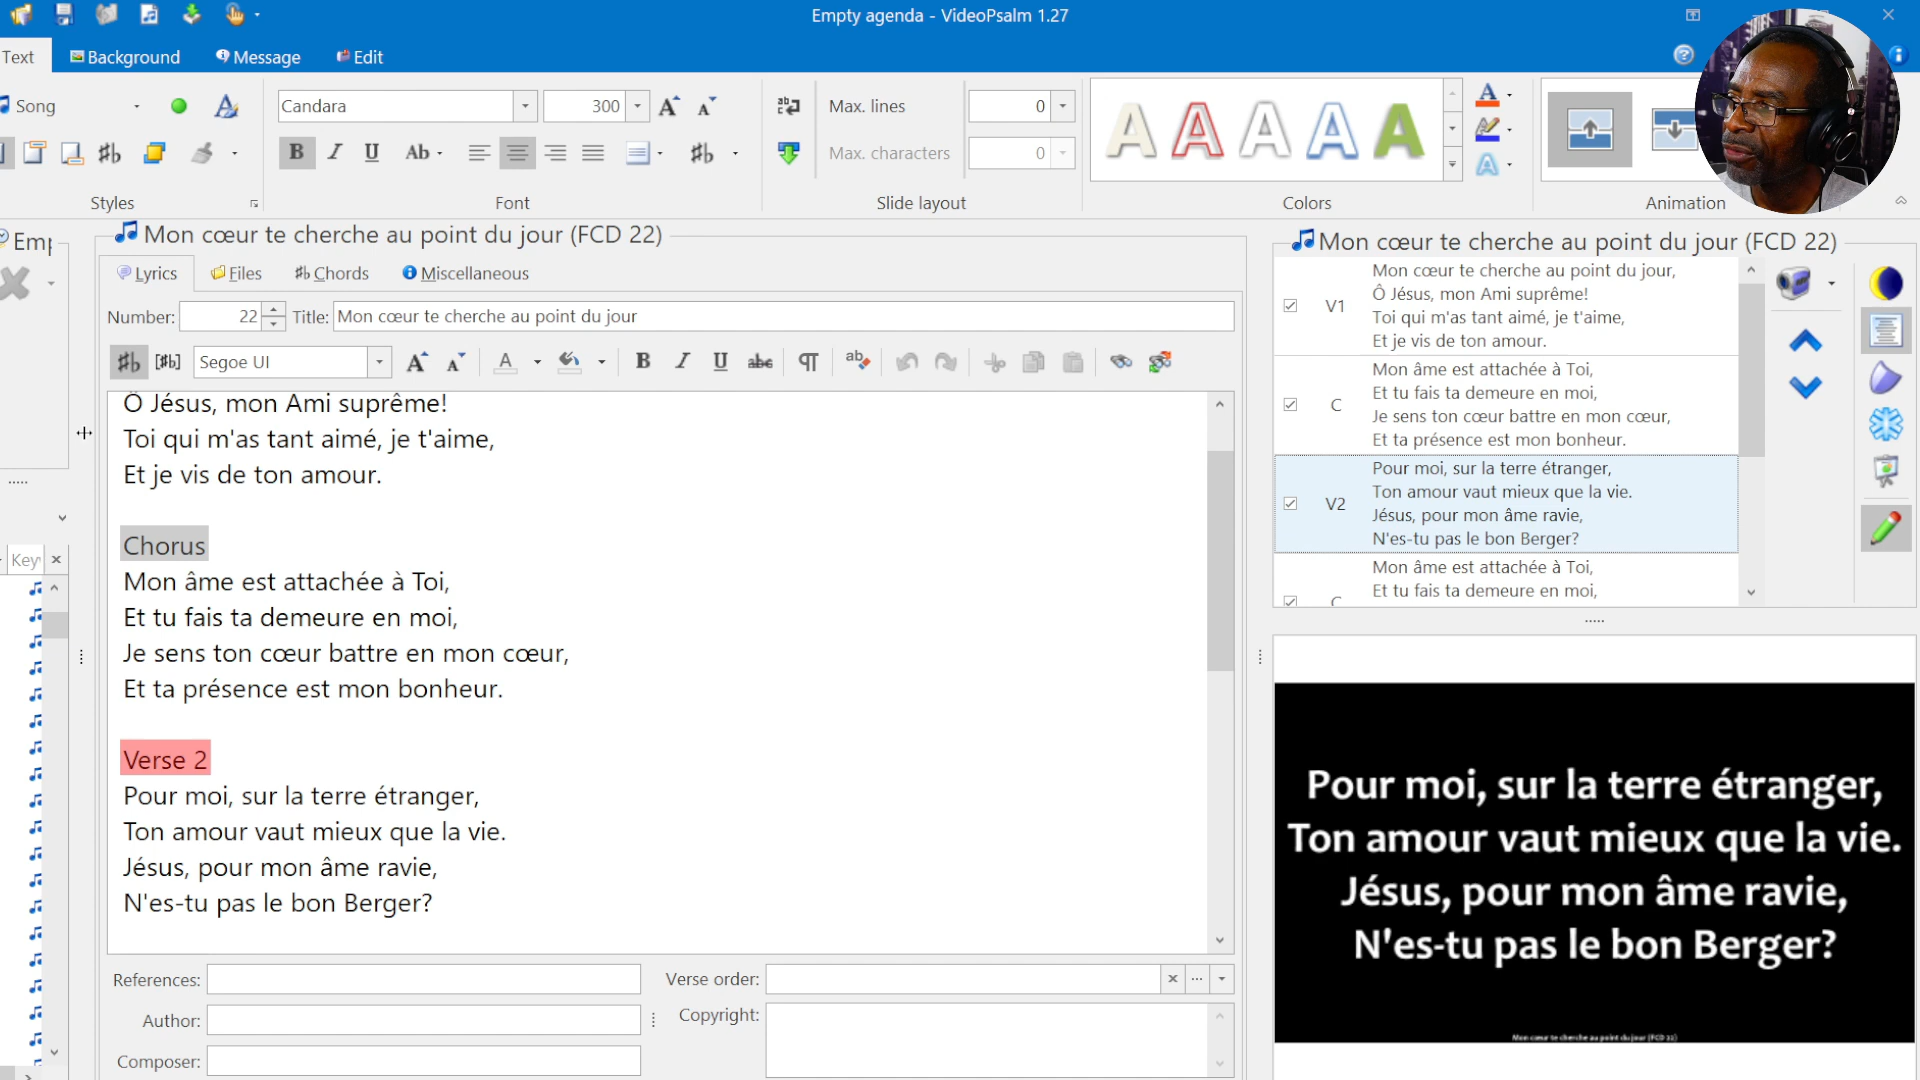 Empty agenda - VideoPsalm 1.27
Text
Background
Message
Edit
Song
Candara
300
Max. lines
0
Max. characters
0
B I U Ab
Styles
Font
Slide layout
Colors
Animation
Mon cœur te cherche au point du jour (FCD 22)
Lyrics
Files
Chords
Miscellaneous
Number: 22
Title: Mon cœur te cherche au point du jour
Segoe UI
Ô Jésus, mon Ami suprême!
Toi qui m'as tant aimé, je t'aime,
Et je vis de ton amour.
Chorus
Mon âme est attachée à Toi,
Et tu fais ta demeure en moi,
Je sens ton cœur battre en mon cœur,
Et ta présence est mon bonheur.
Verse 2
Pour moi, sur la terre étranger,
Ton amour vaut mieux que la vie.
Jésus, pour mon âme ravie,
N'es-tu pas le bon Berger?
References:
Author:
Composer:
Verse order:
Copyright:
Mon cœur te cherche au point du jour (FCD 22)
V1
Mon cœur te cherche au point du jour,
Ô Jésus, mon Ami suprême!
Toi qui m'as tant aimé, je t'aime,
Et je vis de ton amour.
C
Mon âme est attachée à Toi,
Et tu fais ta demeure en moi,
Je sens ton cœur battre en mon cœur,
Et ta présence est mon bonheur.
V2
Pour moi, sur la terre étranger,
Ton amour vaut mieux que la vie.
Jésus, pour mon âme ravie,
N'es-tu pas le bon Berger?
C
Mon âme est attachée à Toi,
Et tu fais ta demeure en moi,
Pour moi, sur la terre étranger,
Ton amour vaut mieux que la vie.
Jésus, pour mon âme ravie,
N'es-tu pas le bon Berger?
Mon cœur te cherche au point du jour (FCD 22)